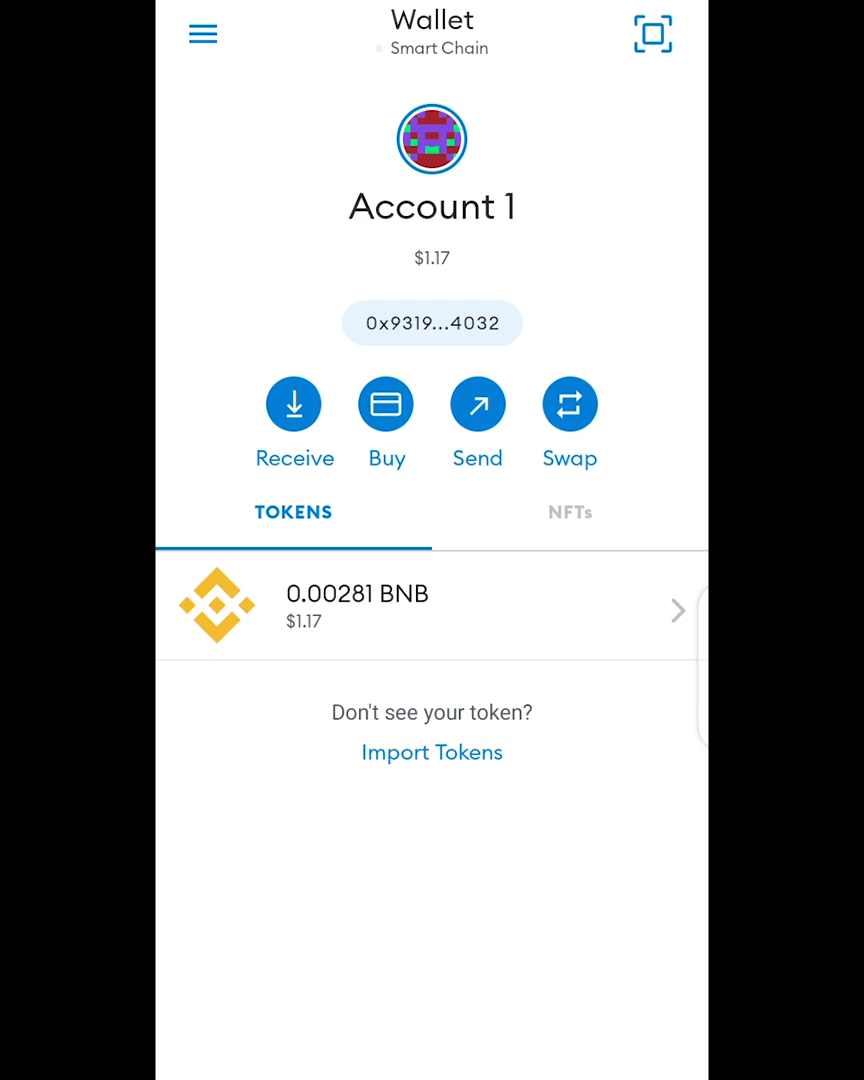 Wallet
Smart Chain
Account 1
$1.17
0x9319...4032
Receive Buy Send Swap
TOKENS NFTs
0.00281 BNB
$1.17
Don't see your token?
Import Tokens